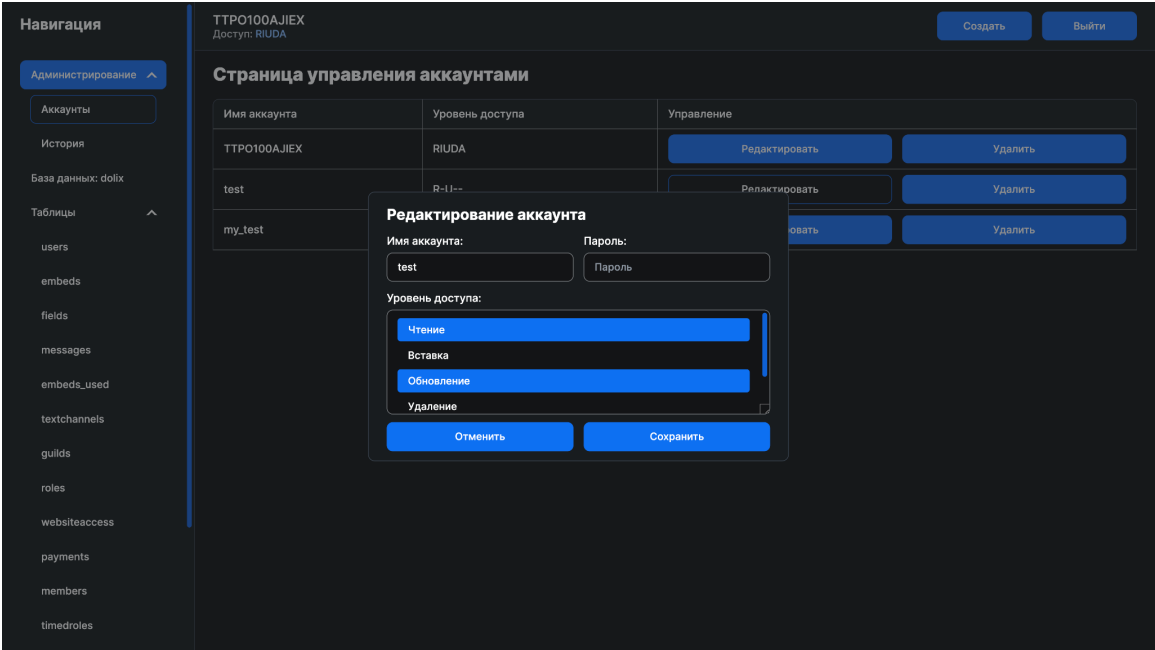 Навигация
Администрирование
Аккаунты
История
База данных: dolix
Таблицы
users
embeds
fields
messages
embeds_used
textchannels
guilds
roles
websiteaccess
payments
members
timedroles
TTPO100AJIEX
Доступ: RIUDA
Создать
Выйти
Страница управления аккаунтами
Имя аккаунта Уровень доступа Управление
TTPO100AJIEX RIUDA Редактировать Удалить
test R-U-- Редактировать Удалить
my_test овать Удалить
Редактирование аккаунта
Имя аккаунта: Пароль:
test Пароль
Уровень доступа:
Чтение
Вставка
Обновление
Удаление
Отменить Сохранить